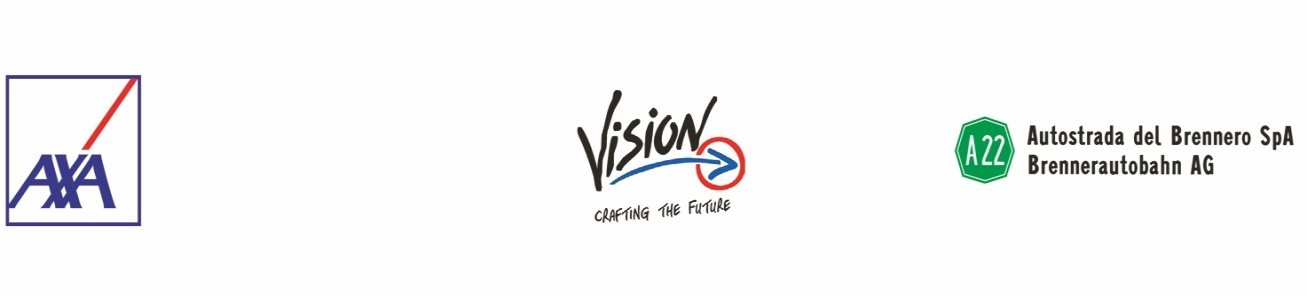 AXA
Vision
CRAFTING THE FUTURE
A22
Autostrada del Brennero SpA
Brennerautobahn AG